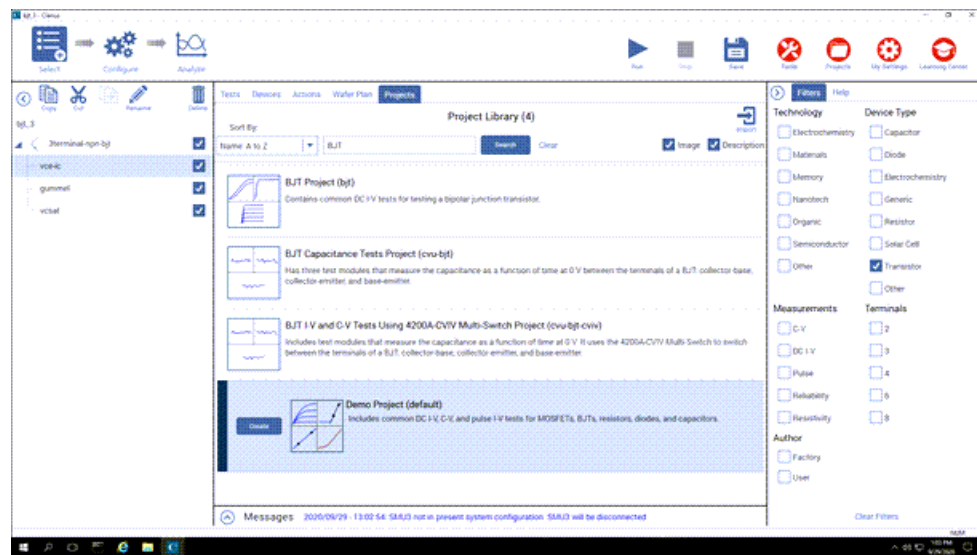 bjt_3 - Clarius
Select
Configure
Analyze
Run
Stop
Save
Tools
Projects
My Settings
Learning Center
Copy
Cut
Rename
Delete
bjt_3
3terminal-npn-bjt
vce-ic
gummel
vcsat
Tests Devices Actions Wafer Plan Projects
Project Library (4)
Import
Sort By:
Name: A to Z
BJT
Search
Clear
Image
Description
BJT Project (bjt)
Contains common DC I-V tests for testing a bipolar junction transistor.
BJT Capacitance Tests Project (cvu-bjt)
Has three test modules that measure the capacitance as a function of time at 0 V between the terminals of a BJT: collector-base,
collector-emitter, and base-emitter.
BJT I-V and C-V Tests Using 4200A-CVIV Multi-Switch Project (cvu-bjt-cviv)
Includes test modules that measure the capacitance as a function of time at 0 V. It uses the 4200A-CVIV Multi-Switch to switch
between the terminals of a BJT: collector-base, collector-emitter, and base-emitter.
Create
Demo Project (default)
Includes common DC I-V, C-V, and pulse I-V tests for MOSFETs, BJTs, resistors, diodes, and capacitors.
Messages 2020/09/29 - 13:02:54: SMU3 not in present system configuration. SMU3 will be disconnected
Filters Help
Technology
Electrochemistry
Materials
Memory
Nanotech
Organic
Semiconductor
Other
Device Type
Capacitor
Diode
Electrochemistry
Generic
Resistor
Solar Cell
Transistor
Other
Measurements
C-V
DC I-V
Pulse
Reliability
Resistivity
Terminals
2
3
4
6
8
Author
Factory
User
Clear Filters
NUM
1:03 PM
9/29/2020